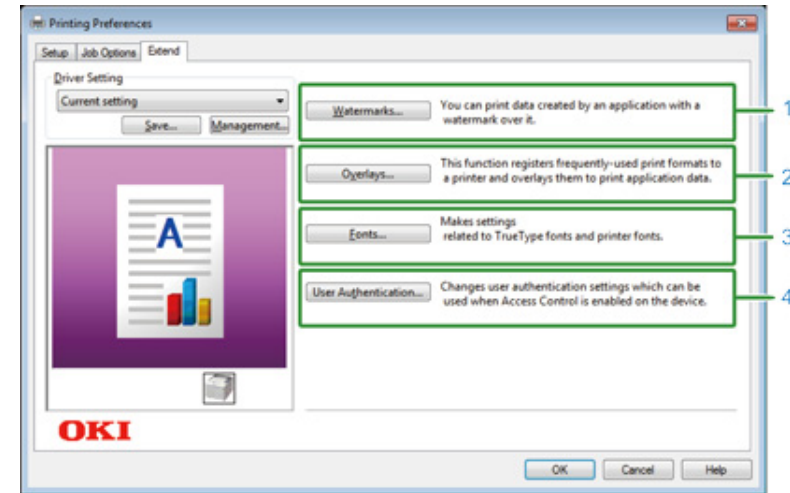 Printing Preferences
Setup Job Options Extend
Driver Setting
Current setting
Save... Management...
Watermarks... You can print data created by an application with a
watermark over it.
1
Overlays... This function registers frequently-used print formats to
a printer and overlays them to print application data.
2
Fonts... Makes settings
related to TrueType fonts and printer fonts.
3
User Authentication... Changes user authentication settings which can be
used when Access Control is enabled on the device.
4
A
OKI
OK Cancel Help